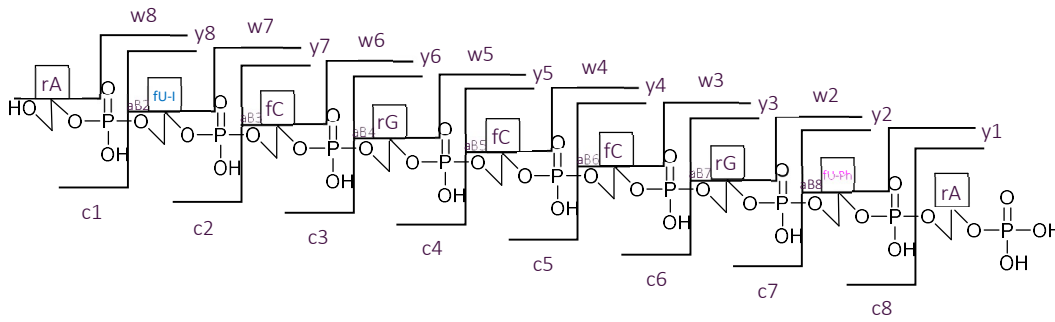 w8
y8
w7
y7
w6
y6
w5
y5
w4
y4
w3
y3
w2
y2
y1
rA
fU-I
fC
rG
fC
fC
rG
fU-Ph
rA
aB2
aB3
aB4
aB5
aB6
aB7
aB8
HO
O
O
P
O
OH
O
O
P
O
OH
O
O
P
O
OH
O
O
P
O
OH
O
O
P
O
OH
O
O
P
O
OH
O
O
P
O
OH
O
O
P
O
OH
O
O
P
OH
OH
c1
c2
c3
c4
c5
c6
c7
c8